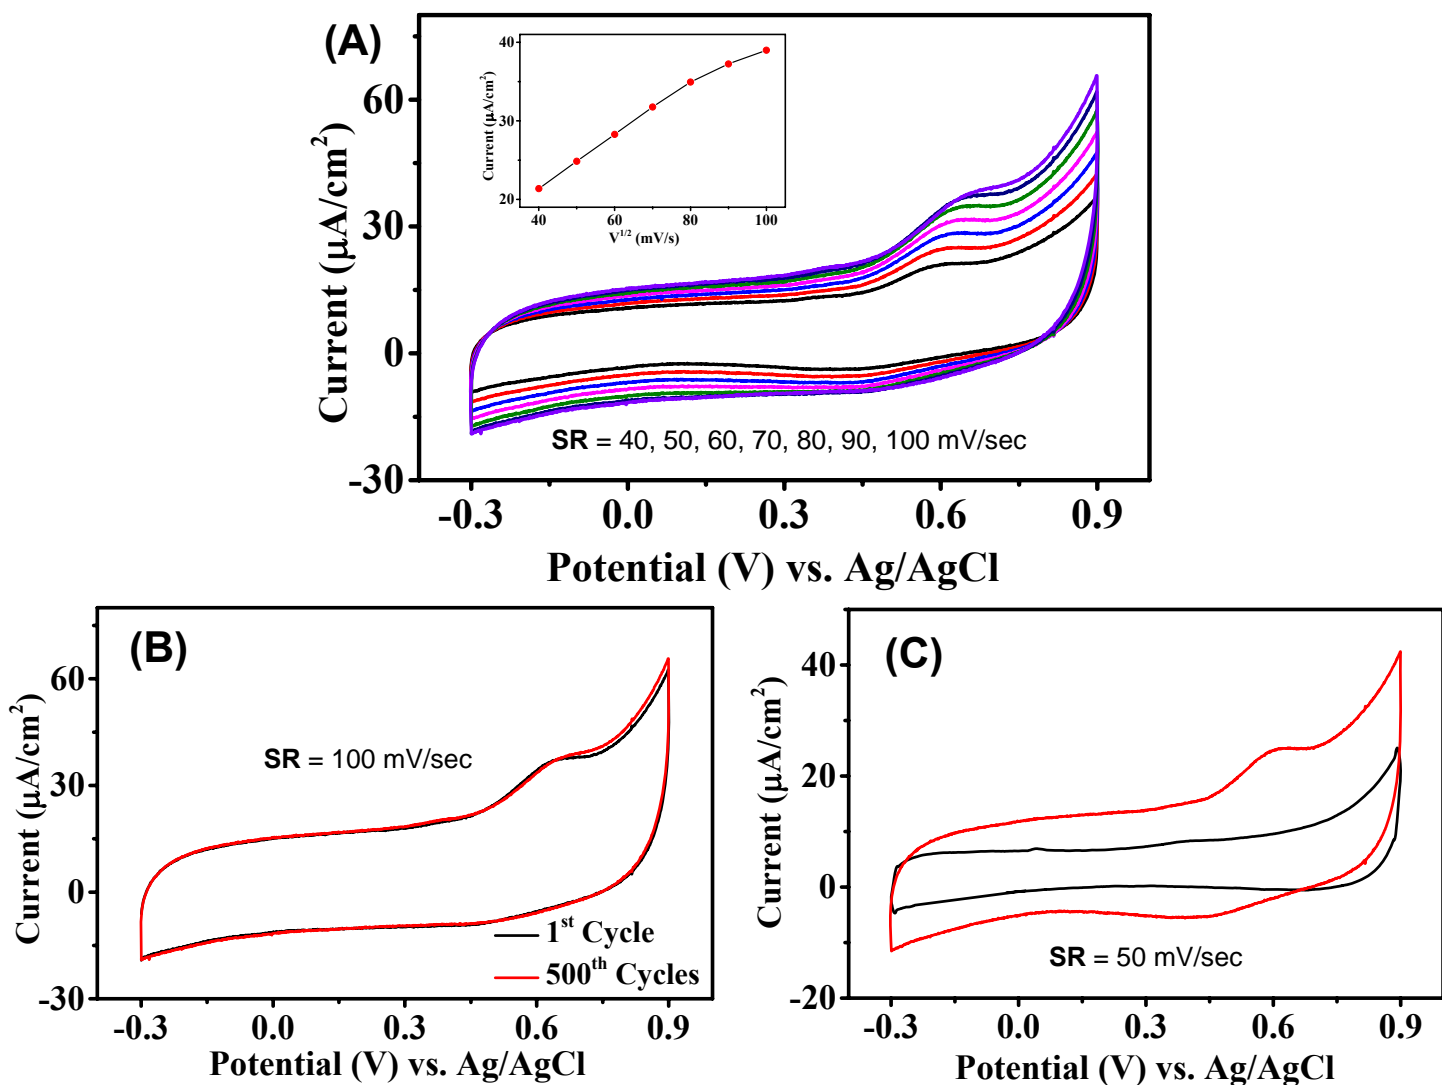 (A)
Current (µA/cm²)
60
30
0
-30
-0.3 0.0 0.3 0.6 0.9
Potential (V) vs. Ag/AgCl
SR = 40, 50, 60, 70, 80, 90, 100 mV/sec
Current (µA/cm²)
40
30
20
40 60 80 100
V^1/2 (mV/s)
(B)
Current (µA/cm²)
60
30
0
-30
-0.3 0.0 0.3 0.6 0.9
Potential (V) vs. Ag/AgCl
SR = 100 mV/sec
1st Cycle
500th Cycles
(C)
Current (µA/cm²)
40
20
0
-20
-0.3 0.0 0.3 0.6 0.9
Potential (V) vs. Ag/AgCl
SR = 50 mV/sec